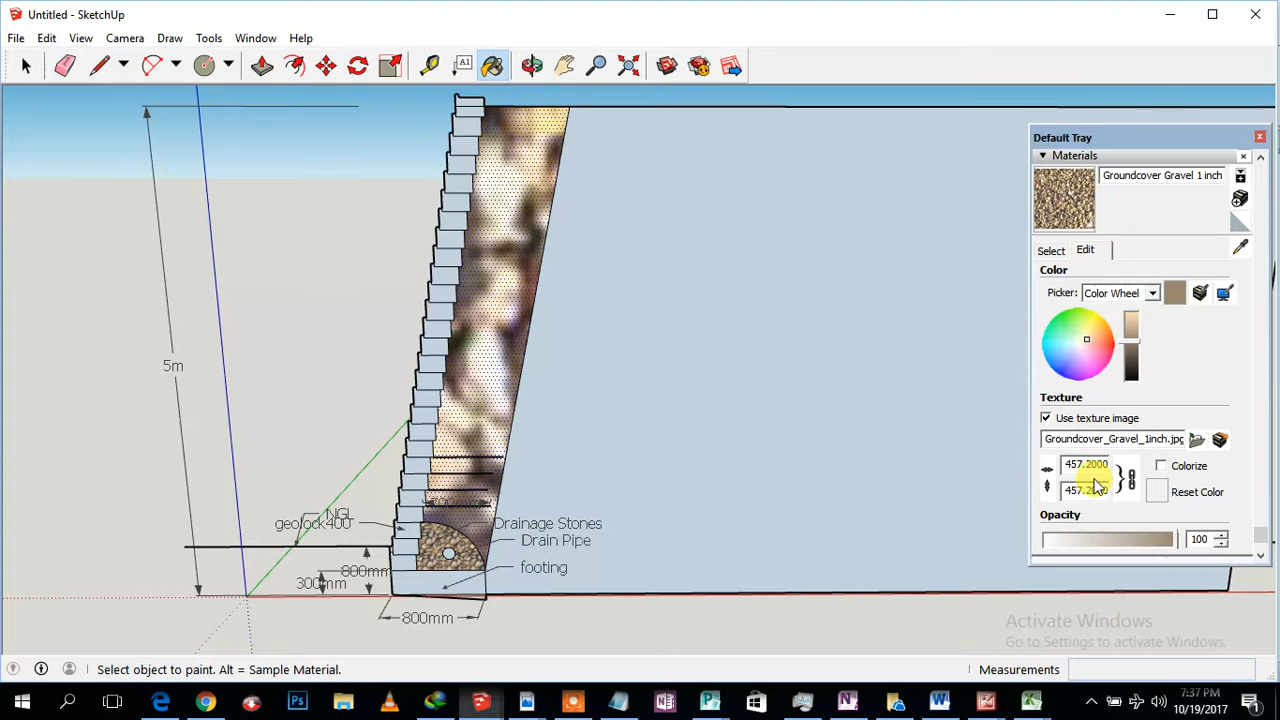 Untitled - SketchUp
File Edit View Camera Draw Tools Window Help
A1
Default Tray
Materials
Groundcover Gravel 1 inch
Select Edit
Color
Picker: Color Wheel
Texture
Use texture image
Groundcover_Gravel_1inch.jpg
457.2000 Colorize
Reset Color
Opacity
100
5m
NGL
geolock400
Drainage Stones
Drain Pipe
800mm
300mm
footing
800mm
Activate Windows
Go to Settings to activate Windows.
Select object to paint. Alt = Sample Material.
Measurements
7:37 PM
10/19/2017